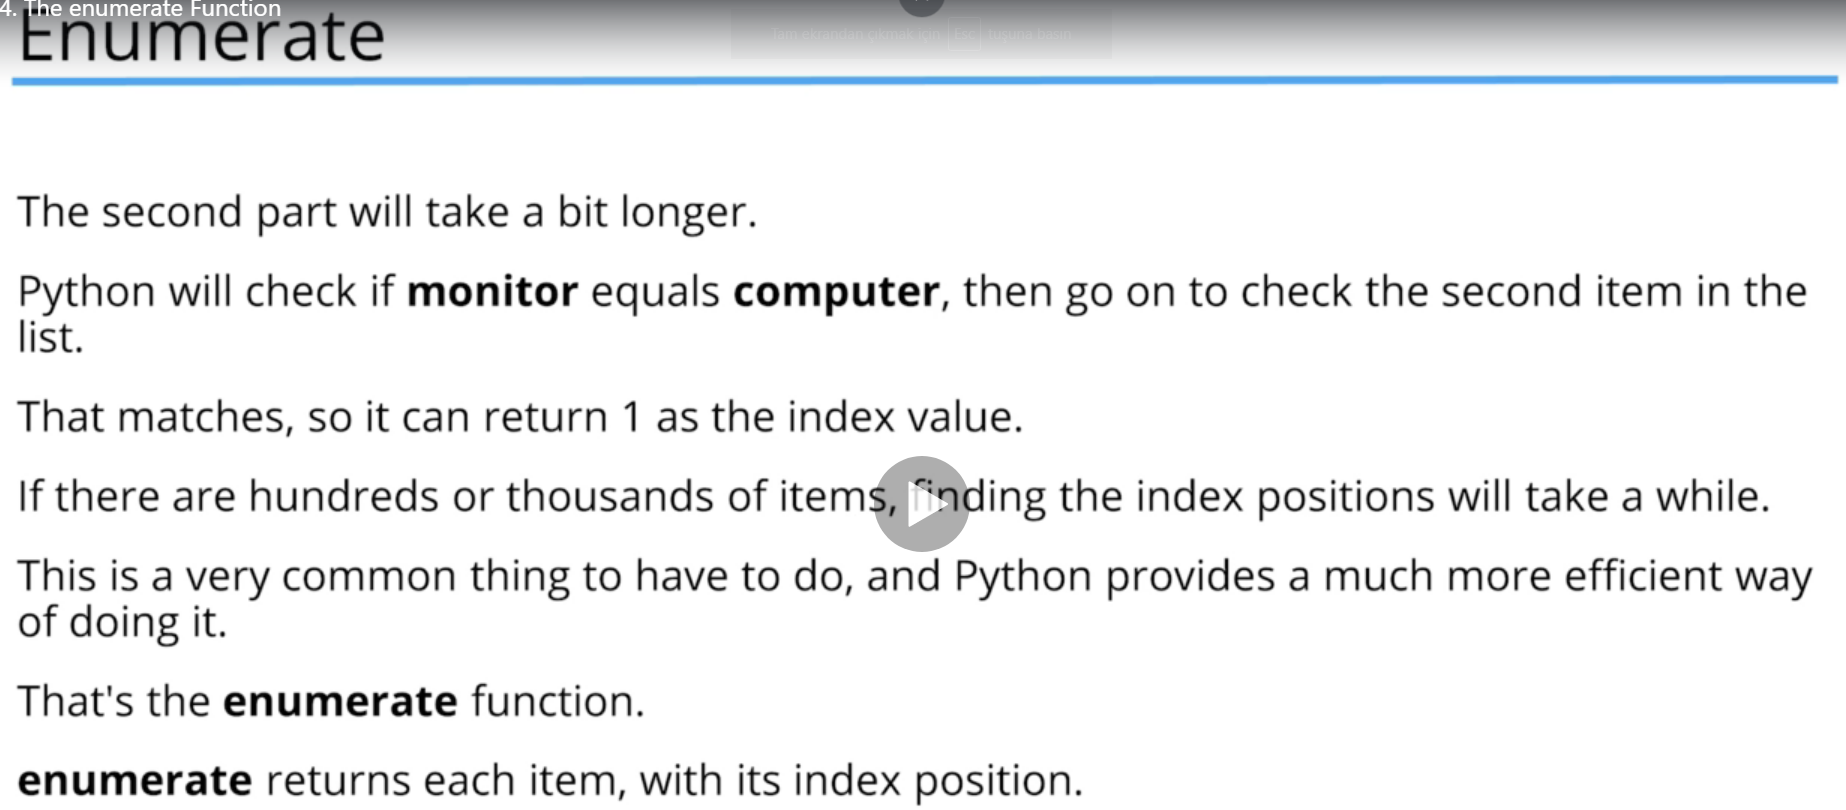 4. The enumerate Function
Enumerate
Tam ekrandan çıkmak için Esc tuşuna basın
The second part will take a bit longer.
Python will check if monitor equals computer, then go on to check the second item in the
list.
That matches, so it can return 1 as the index value.
If there are hundreds or thousands of items, finding the index positions will take a while.
This is a very common thing to have to do, and Python provides a much more efficient way
of doing it.
That's the enumerate function.
enumerate returns each item, with its index position.